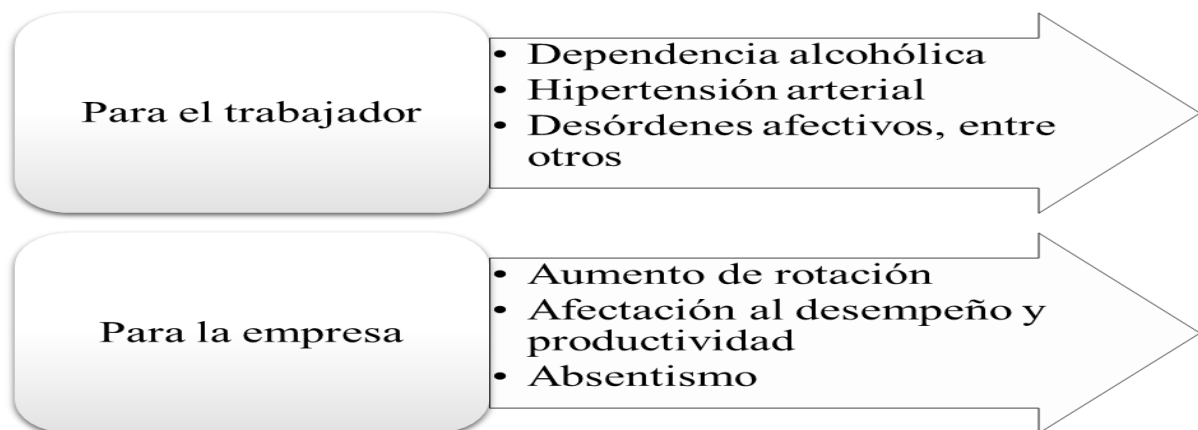 Para el trabajador
• Dependencia alcohólica
• Hipertensión arterial
• Desórdenes afectivos, entre
otros
Para la empresa
• Aumento de rotación
• Afectación al desempeño y
productividad
• Absentismo